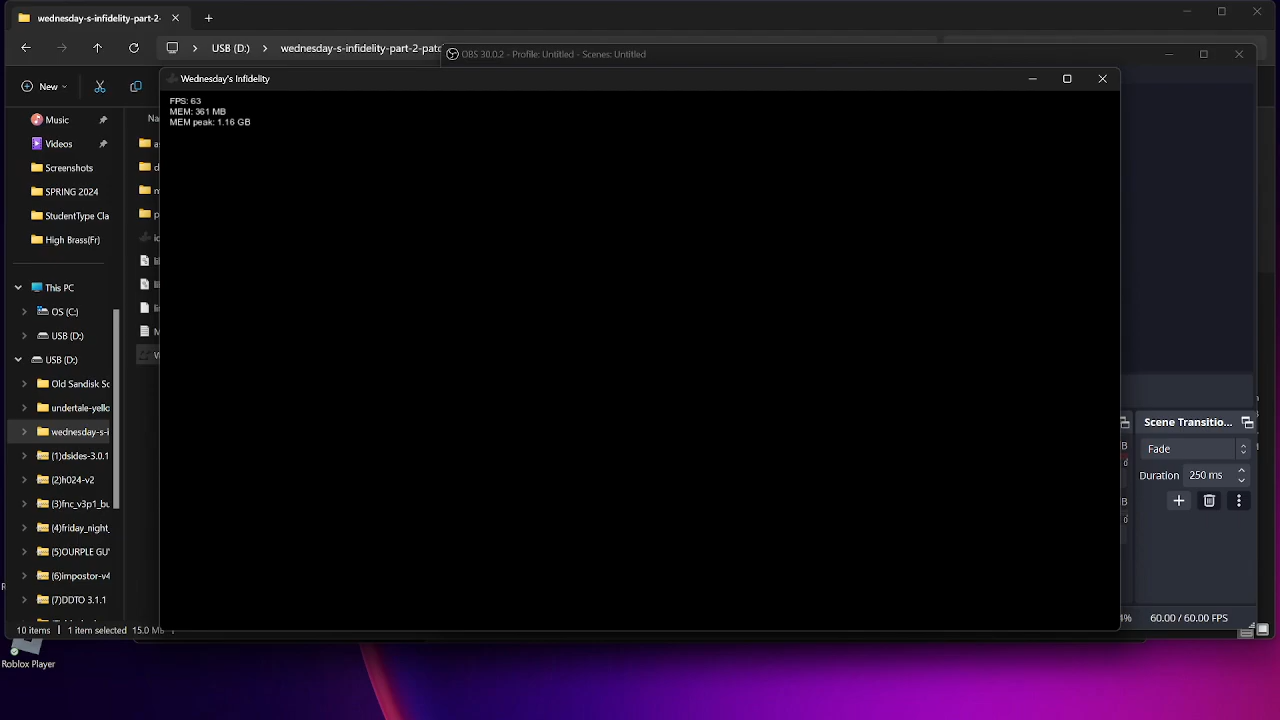 wednesday-s-infidelity-part-2-
USB (D:)
wednesday-s-infidelity-part-2-patc
OBS 30.0.2 - Profile: Untitled - Scenes: Untitled
New
Wednesday's Infidelity
FPS: 63
MEM: 361 MB
MEM peak: 1.16 GB
Music
Videos
Screenshots
SPRING 2024
StudentType Cla
High Brass(Fr)
This PC
OS (C:)
USB (D:)
USB (D:)
Old Sandisk Sc
undertale-yello
wednesday-s-i
(1)dsides-3.0.1
(2)h024-v2
(3)fnc_v3p1_bu
(4)friday_night_
(5)OURPLE GUY
(6)impostor-v4
(7)DDTO 3.1.1
Scene Transitio...
Fade
Duration 250 ms
10 items
1 item selected 15.0 MB
60.00 / 60.00 FPS
Roblox Player